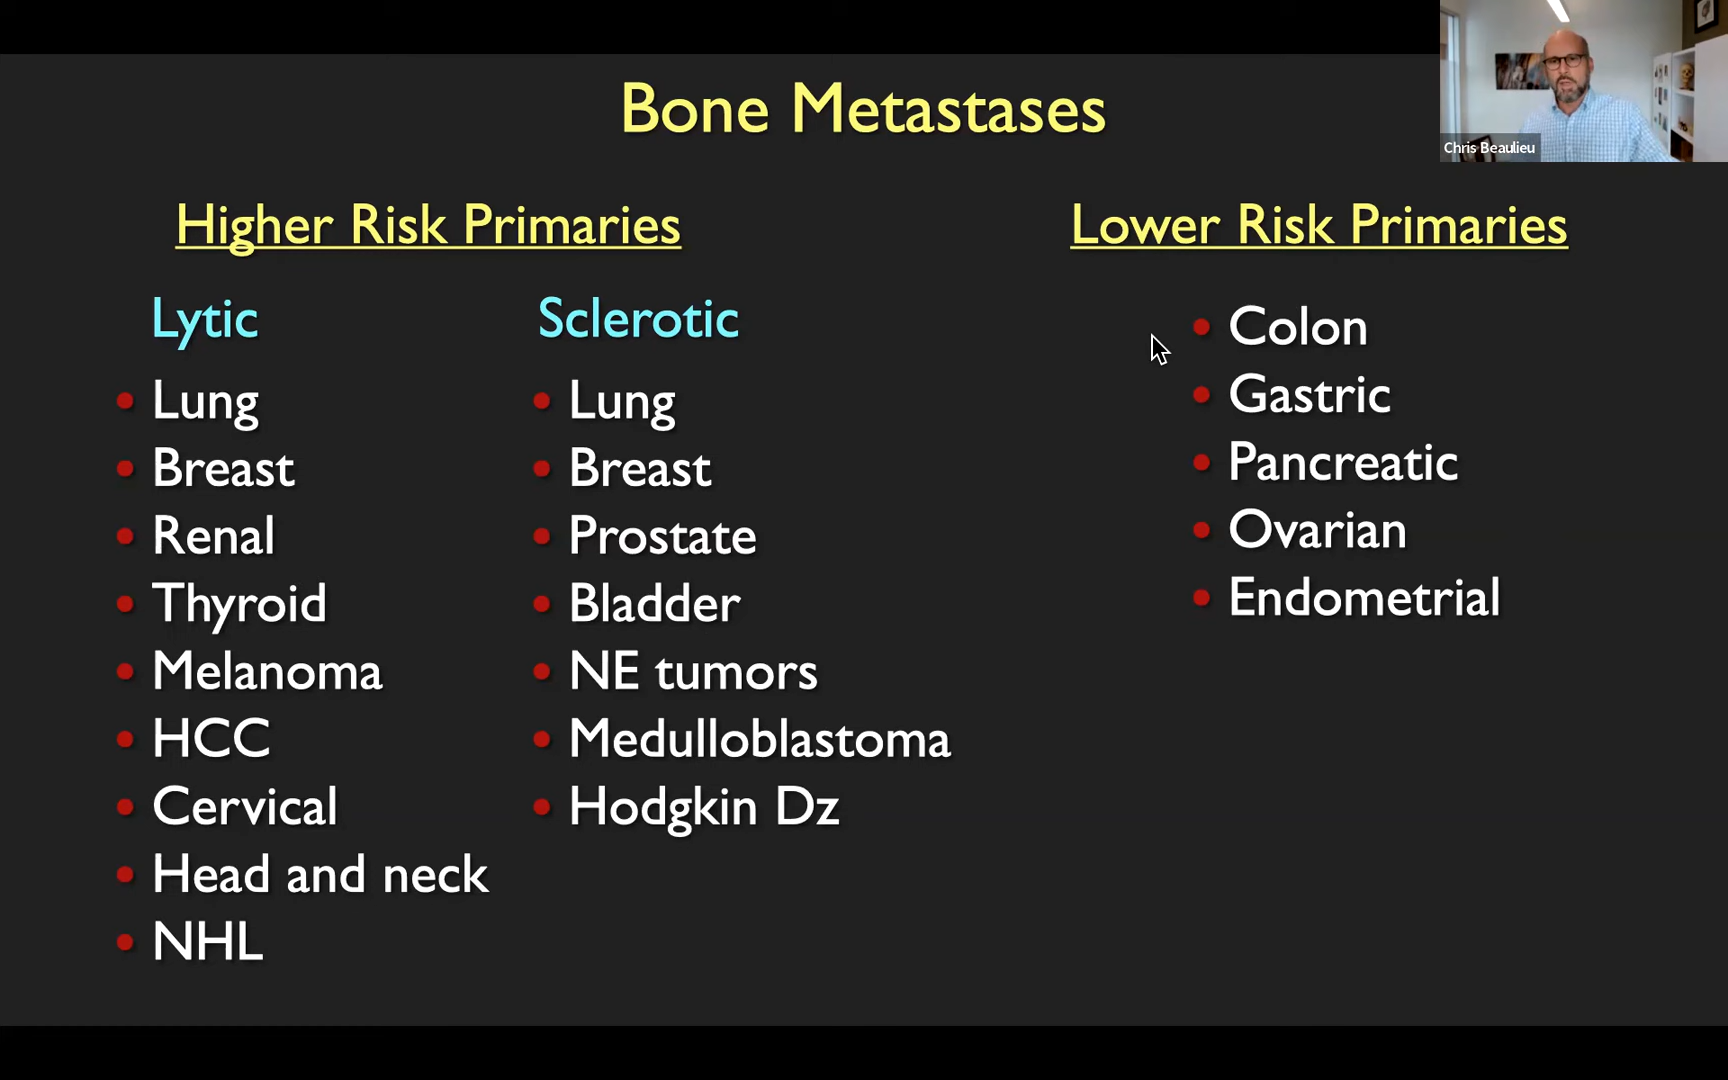 Bone Metastases
Chris Beaulieu
Higher Risk Primaries
Lytic
Lung
Breast
Renal
Thyroid
Melanoma
HCC
Cervical
Head and neck
NHL
Sclerotic
Lung
Breast
Prostate
Bladder
NE tumors
Medulloblastoma
Hodgkin Dz
Lower Risk Primaries
Colon
Gastric
Pancreatic
Ovarian
Endometrial